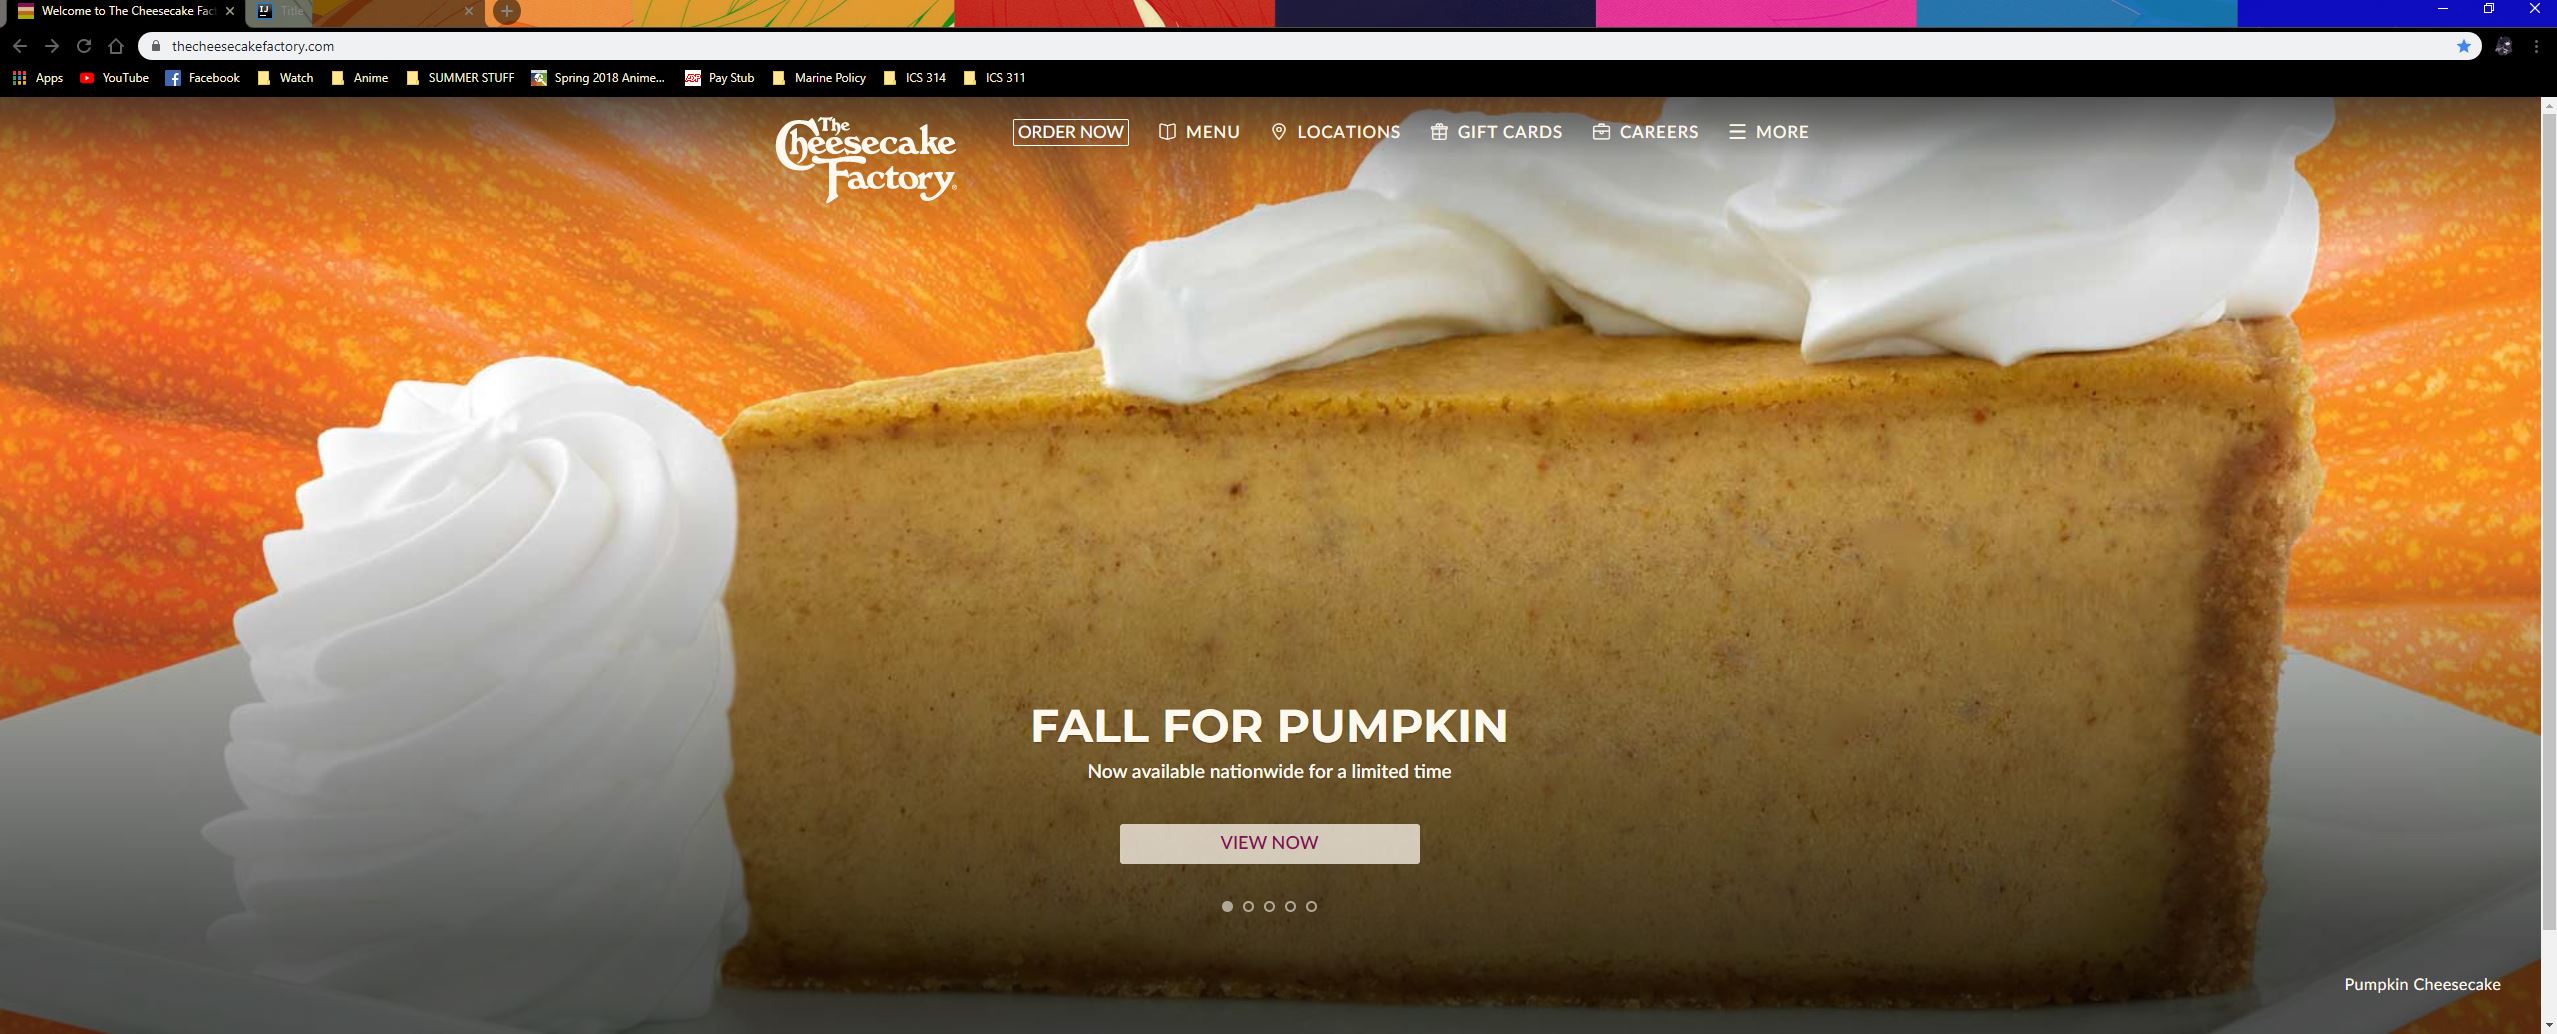 Welcome to The Cheesecake Fac
Title
thecheesecakefactory.com
Apps YouTube Facebook Watch Anime SUMMER STUFF Spring 2018 Anime... Pay Stub Marine Policy ICS 314 ICS 311
The Cheesecake Factory
ORDER NOW MENU LOCATIONS GIFT CARDS CAREERS MORE
FALL FOR PUMPKIN
Now available nationwide for a limited time
VIEW NOW
Pumpkin Cheesecake